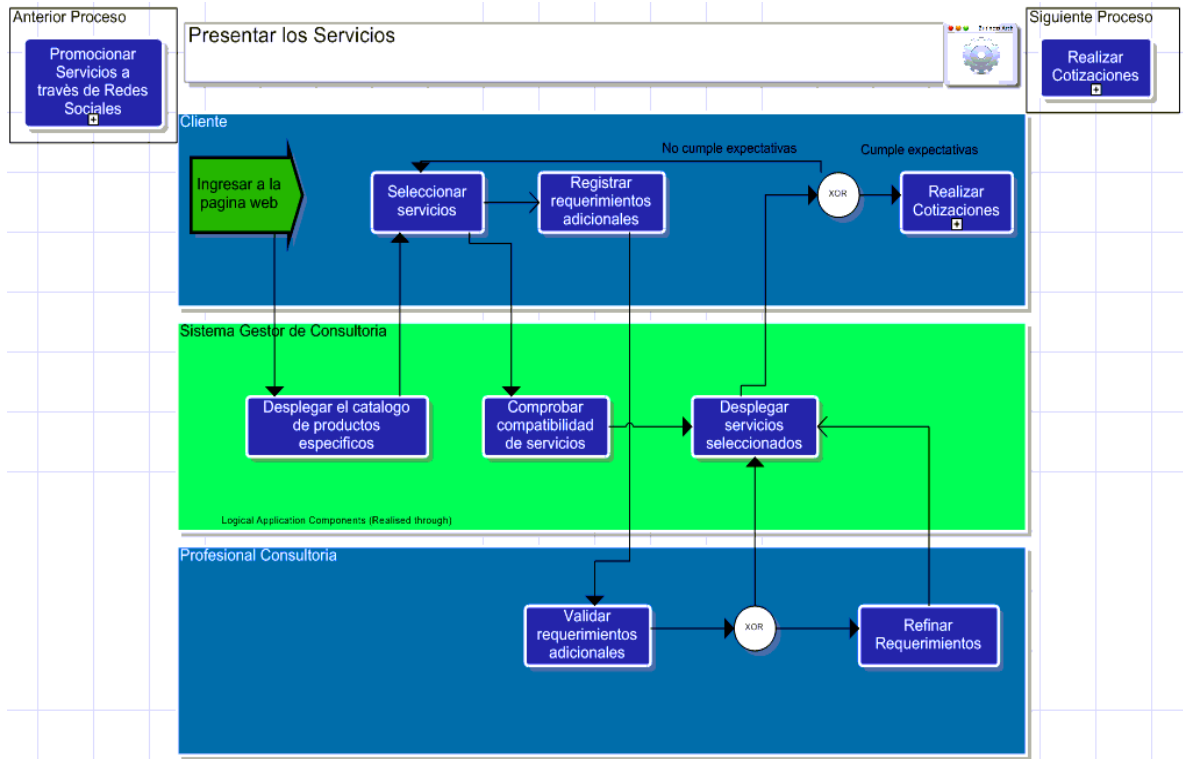 Anterior Proceso
Promocionar
Servicios a
travès de Redes
Sociales
Presentar los Servicios
Siguiente Proceso
Realizar
Cotizaciones
Cliente
Ingresar a la
pagina web
Seleccionar
servicios
Registrar
requerimientos
adicionales
No cumple expectativas
Cumple expectativas
XOR
Realizar
Cotizaciones
Sistema Gestor de Consultoria
Desplegar el catalogo
de productos
especificos
Comprobar
compatibilidad
de servicios
Desplegar
servicios
seleccionados
Logical Application Components (Realised through)
Profesional Consultoria
Validar
requerimientos
adicionales
XOR
Refinar
Requerimientos